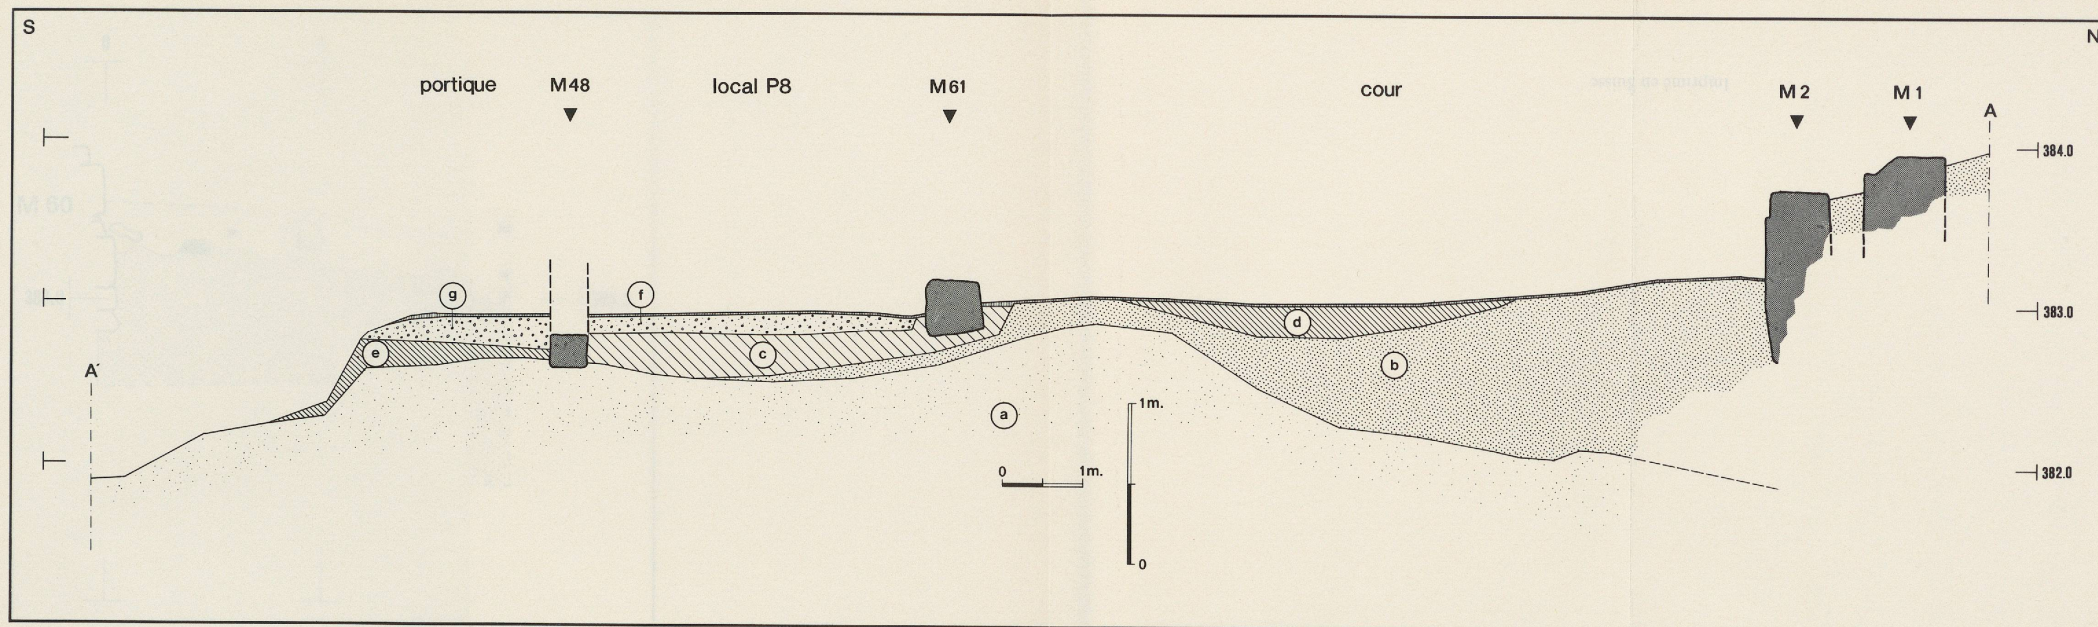 S
N
portique M48 local P8 M61 cour M2 M1
A
384.0
g f
383.0
d
e c
b
A´
1m.
a
0 1m.
382.0
0